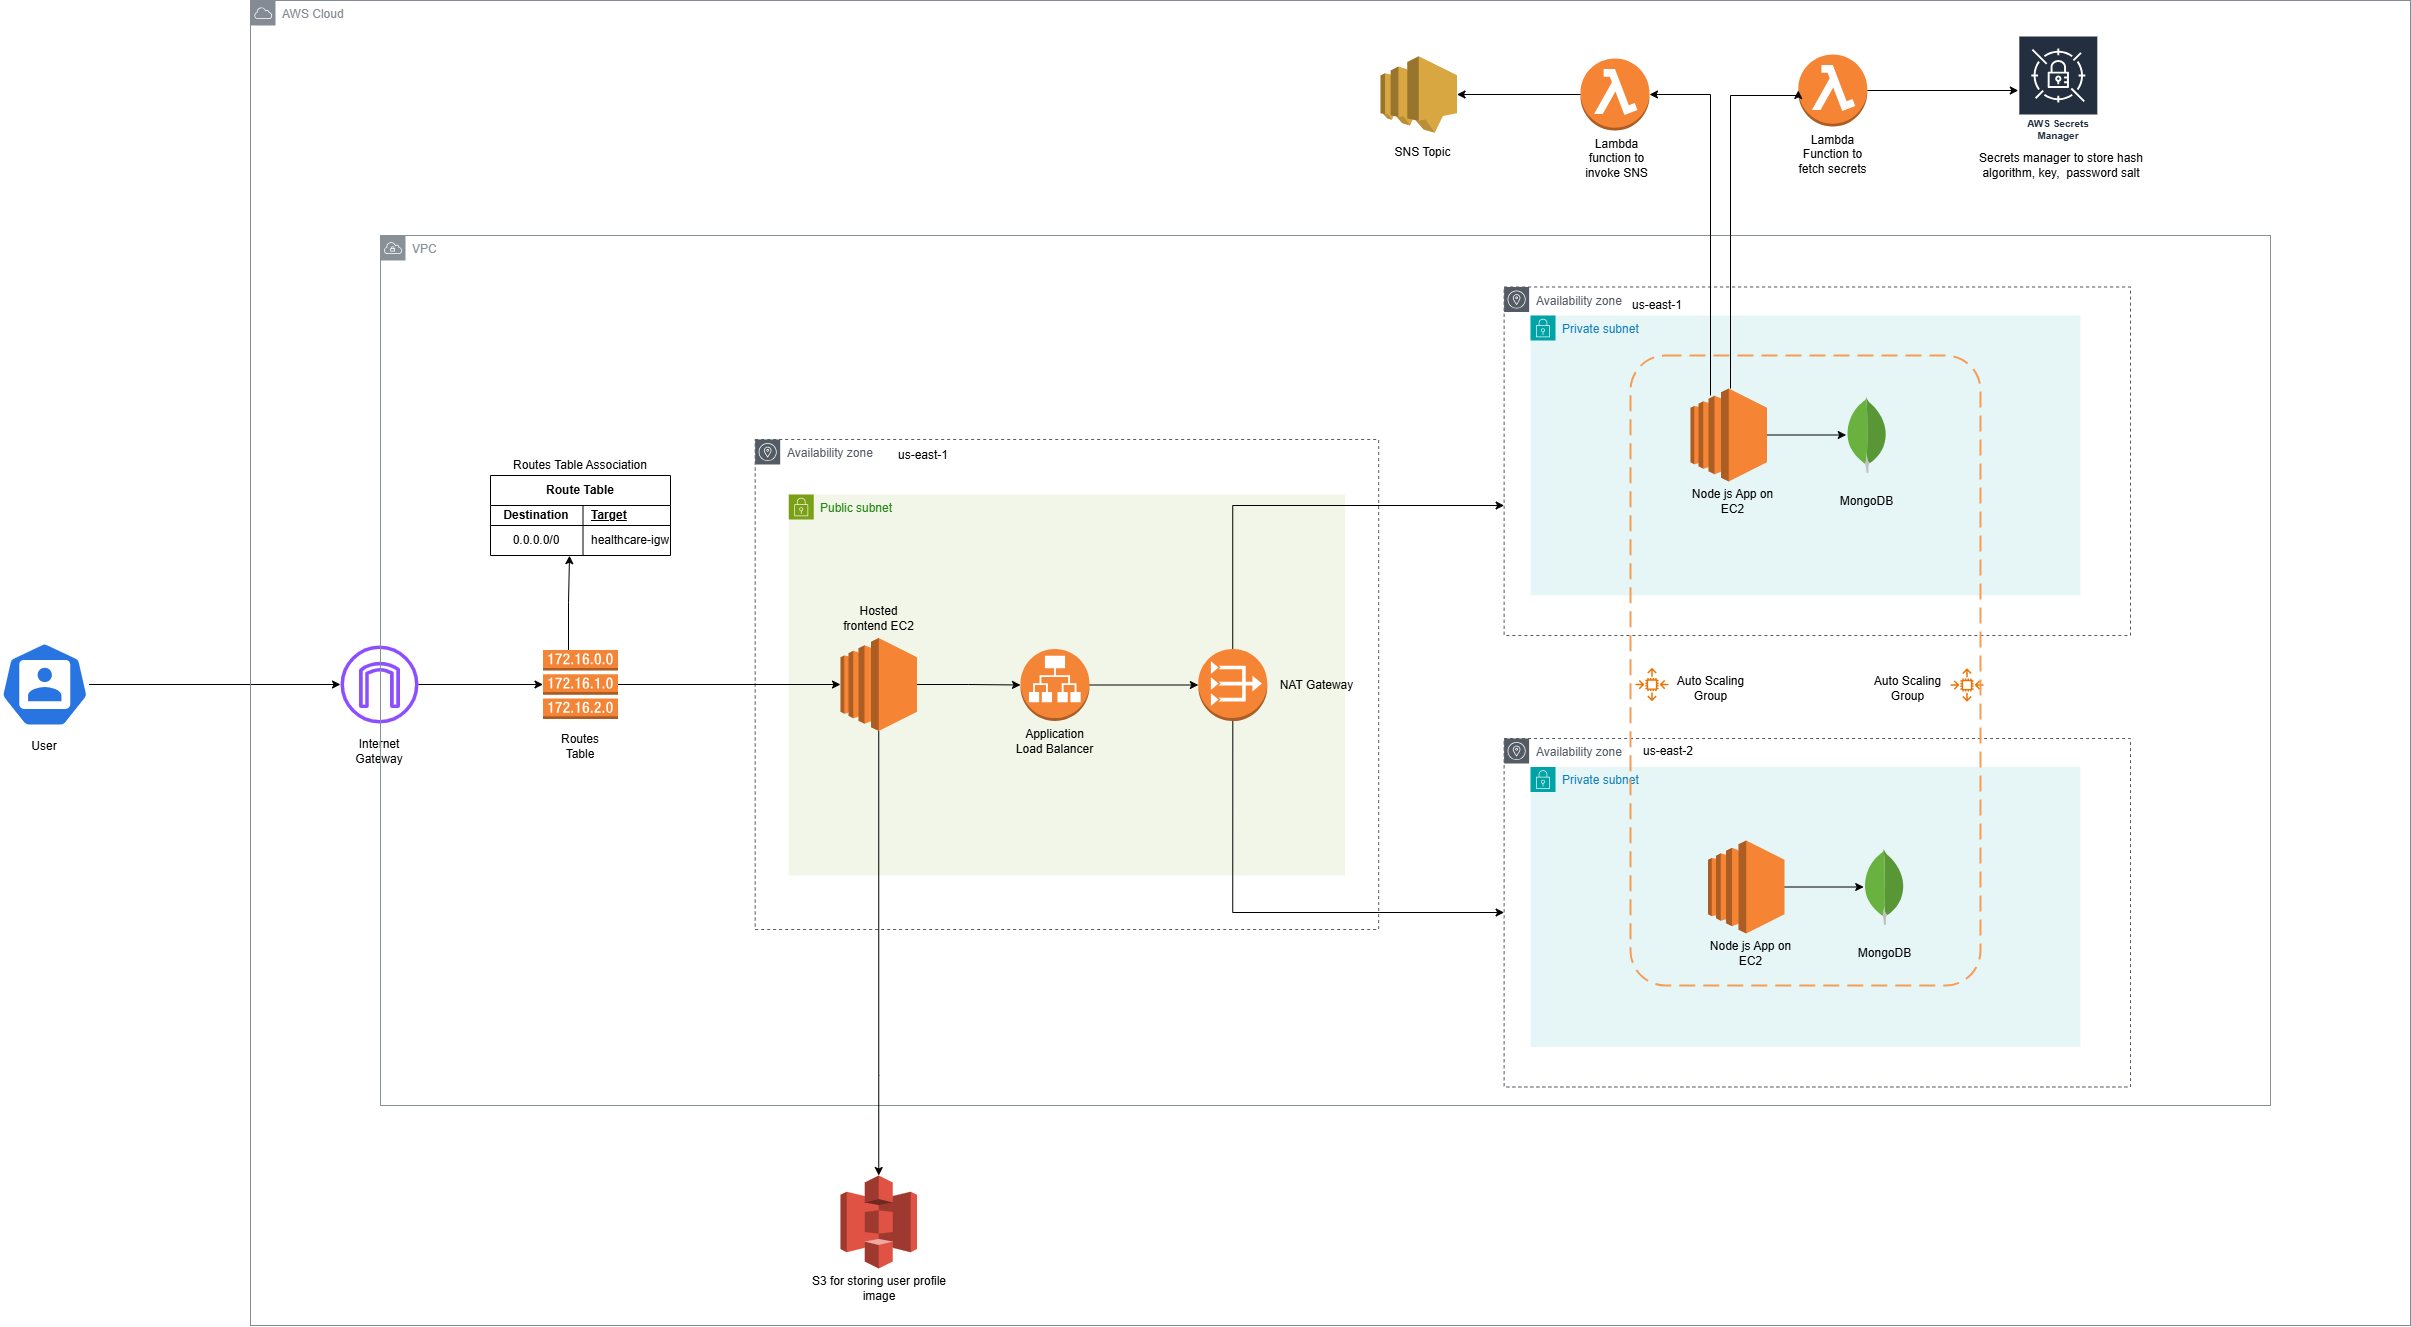 AWS Cloud
SNS Topic
Lambda
function to
invoke SNS
Lambda
Function to
fetch secrets
AWS Secrets
Manager
Secrets manager to store hash
algorithm, key, password salt
VPC
Availability zone us-east-1
Private subnet
Node js App on
EC2
MongoDB
Routes Table Association
Route Table
Destination Target
0.0.0.0/0 healthcare-igw
Availability zone us-east-1
Public subnet
Hosted
frontend EC2
User
Internet
Gateway
172.16.0.0
172.16.1.0
172.16.2.0
Routes
Table
Application
Load Balancer
NAT Gateway
Auto Scaling
Group
Auto Scaling
Group
Availability zone us-east-2
Private subnet
Node js App on
EC2
MongoDB
S3 for storing user profile
image